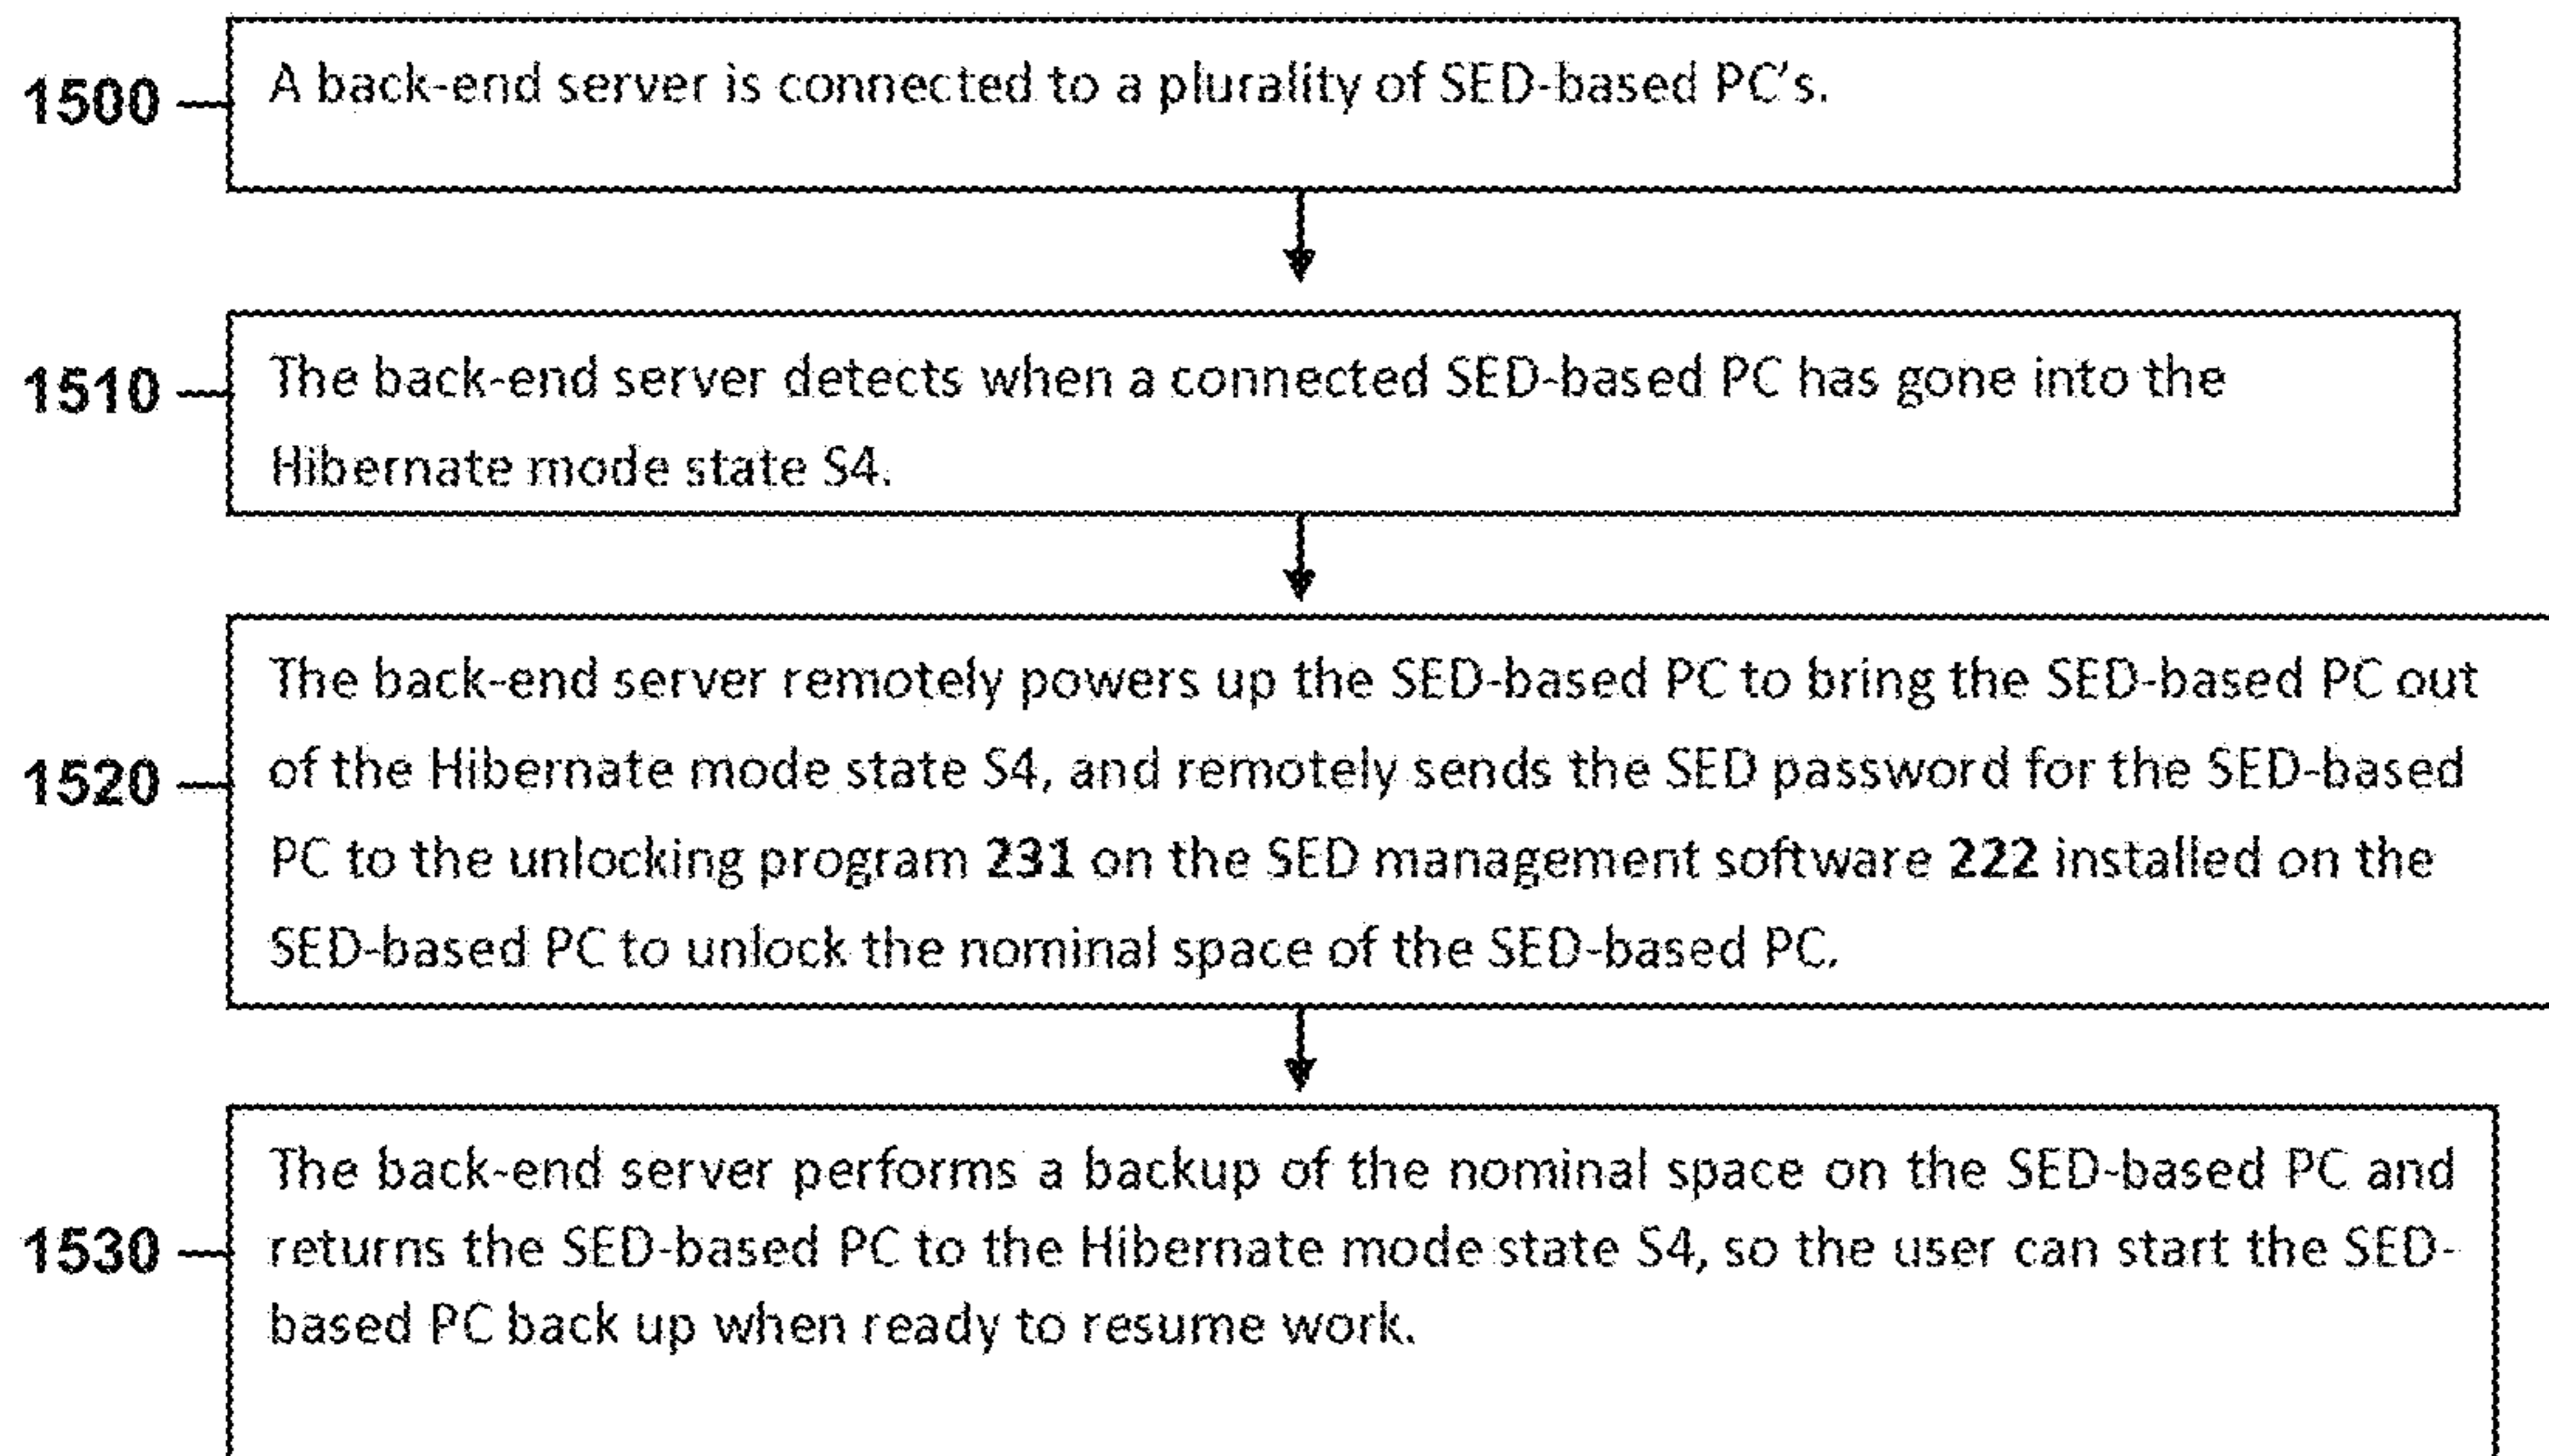 1500
A back-end server is connected to a plurality of SED-based PC's.
1510
The back-end server detects when a connected SED-based PC has gone into the
Hibernate mode state S4.
1520
The back-end server remotely powers up the SED-based PC to bring the SED-based PC out
of the Hibernate mode state S4, and remotely sends the SED password for the SED-based
PC to the unlocking program 231 on the SED management software 222 installed on the
SED-based PC to unlock the nominal space of the SED-based PC.
1530
The back-end server performs a backup of the nominal space on the SED-based PC and
returns the SED-based PC to the Hibernate mode state S4, so the user can start the SED-
based PC back up when ready to resume work.